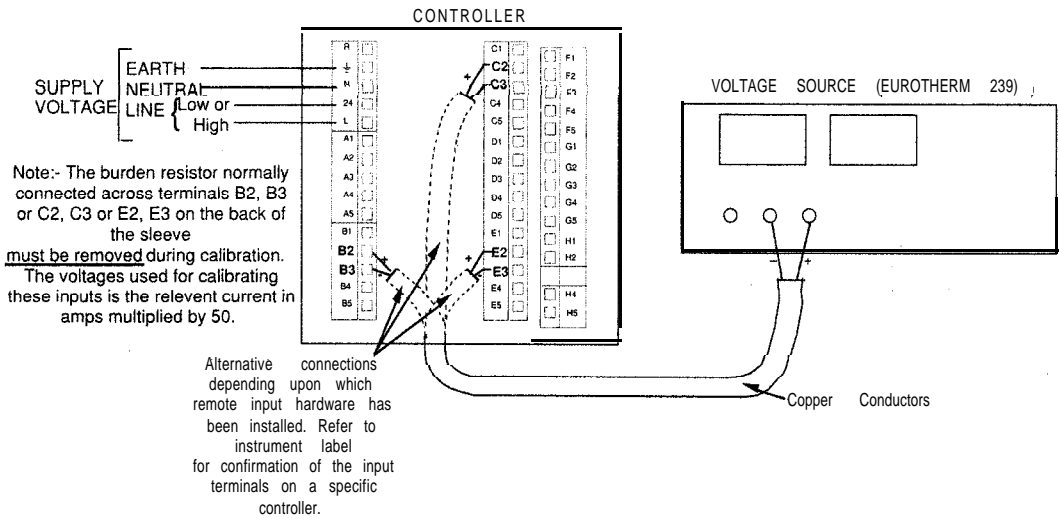 CONTROLLER
SUPPLY
VOLTAGE
EARTH
NEUTRAL
LINE { Low or
High
R
N
24
L
A1
A2
A3
A4
A5
B1
B2
B3
B4
B5
+
-
C1
C2
C3
C4
C5
D1
D2
D3
D4
D5
E1
E2
E3
E4
E5
+
-
+
-
F1
F2
F3
F4
F5
G1
G2
G3
G4
G5
H1
H2
H4
H5
VOLTAGE SOURCE (EUROTHERM 239)
- +
Note:- The burden resistor normally
connected across terminals B2, B3
or C2, C3 or E2, E3 on the back of
the sleeve
must be removed during calibration.
The voltages used for calibrating
these inputs is the relevent current in
amps multiplied by 50.
Alternative connections
depending upon which
remote input hardware has
been installed. Refer to
instrument label
for confirmation of the input
terminals on a specific
controller.
Copper Conductors